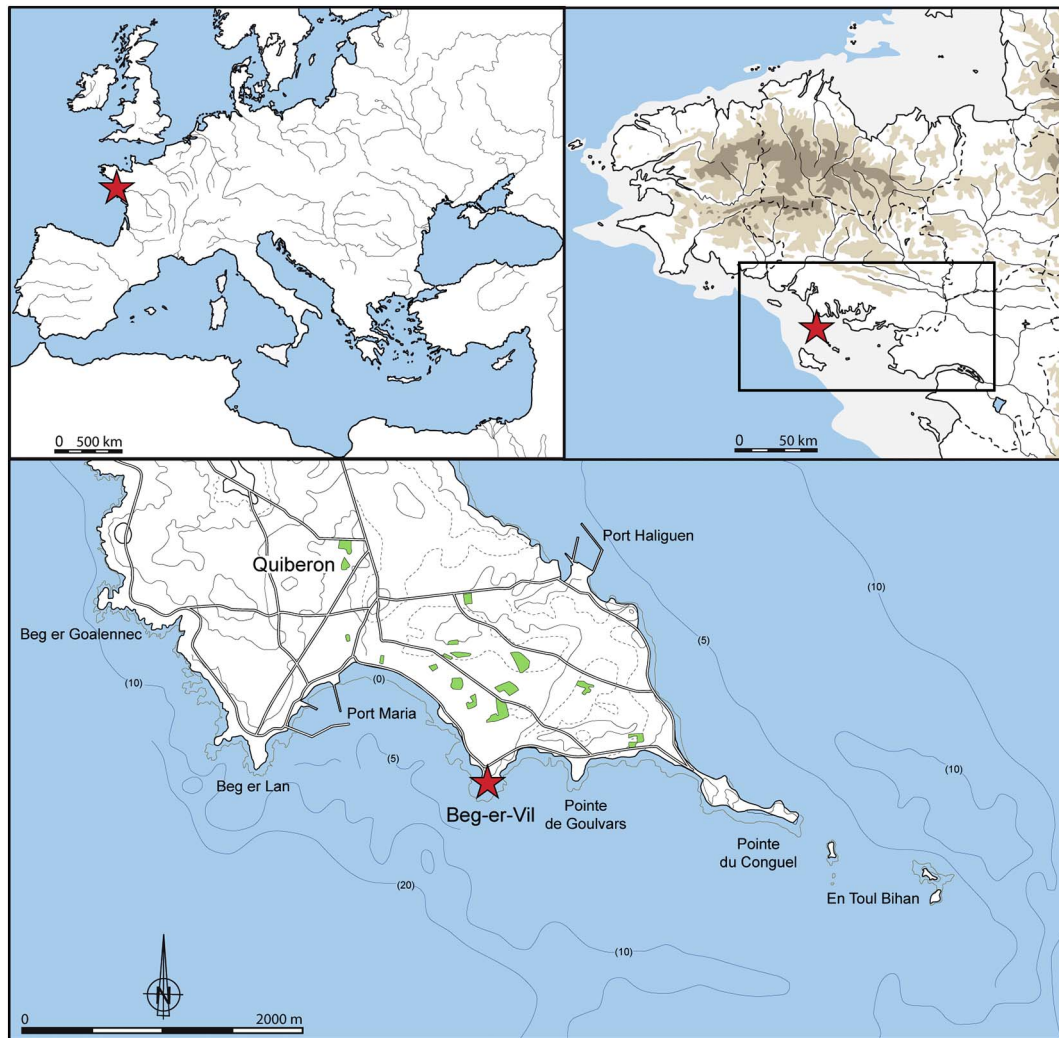 0 500 km
0 50 km
Port Haliguen
Quiberon
(10)
Beg er Goalennec
(5)
(10)
(0)
Port Maria
(10)
(5)
Beg er Lan
Beg-er-Vil
Pointe
de Goulvars
Pointe
du Conguel
(20)
En Toul Bihan
(10)
N
0 2000 m